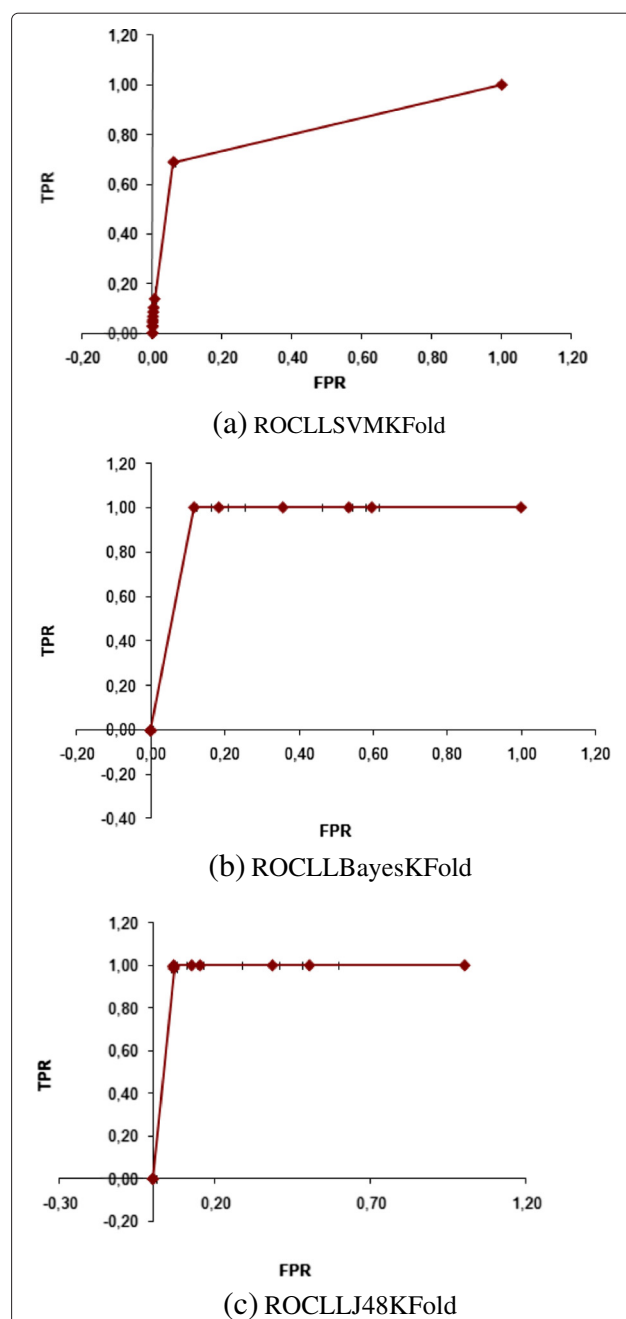 1,20
1,00
0,80
0,60
0,40
0,20
0,00
TPR
-0,20 0,00 0,20 0,40 0,60 0,80 1,00 1,20
FPR
(a) ROCLLSVMKFold
1,20
1,00
0,80
0,60
0,40
0,20
0,00
-0,20
-0,40
TPR
-0,20 0,00 0,20 0,40 0,60 0,80 1,00 1,20
FPR
(b) ROCLLBayesKFold
1,20
1,00
0,80
0,60
0,40
0,20
0,00
-0,20
TPR
-0,30 0,20 0,70 1,20
FPR
(c) ROCLLJ48KFold